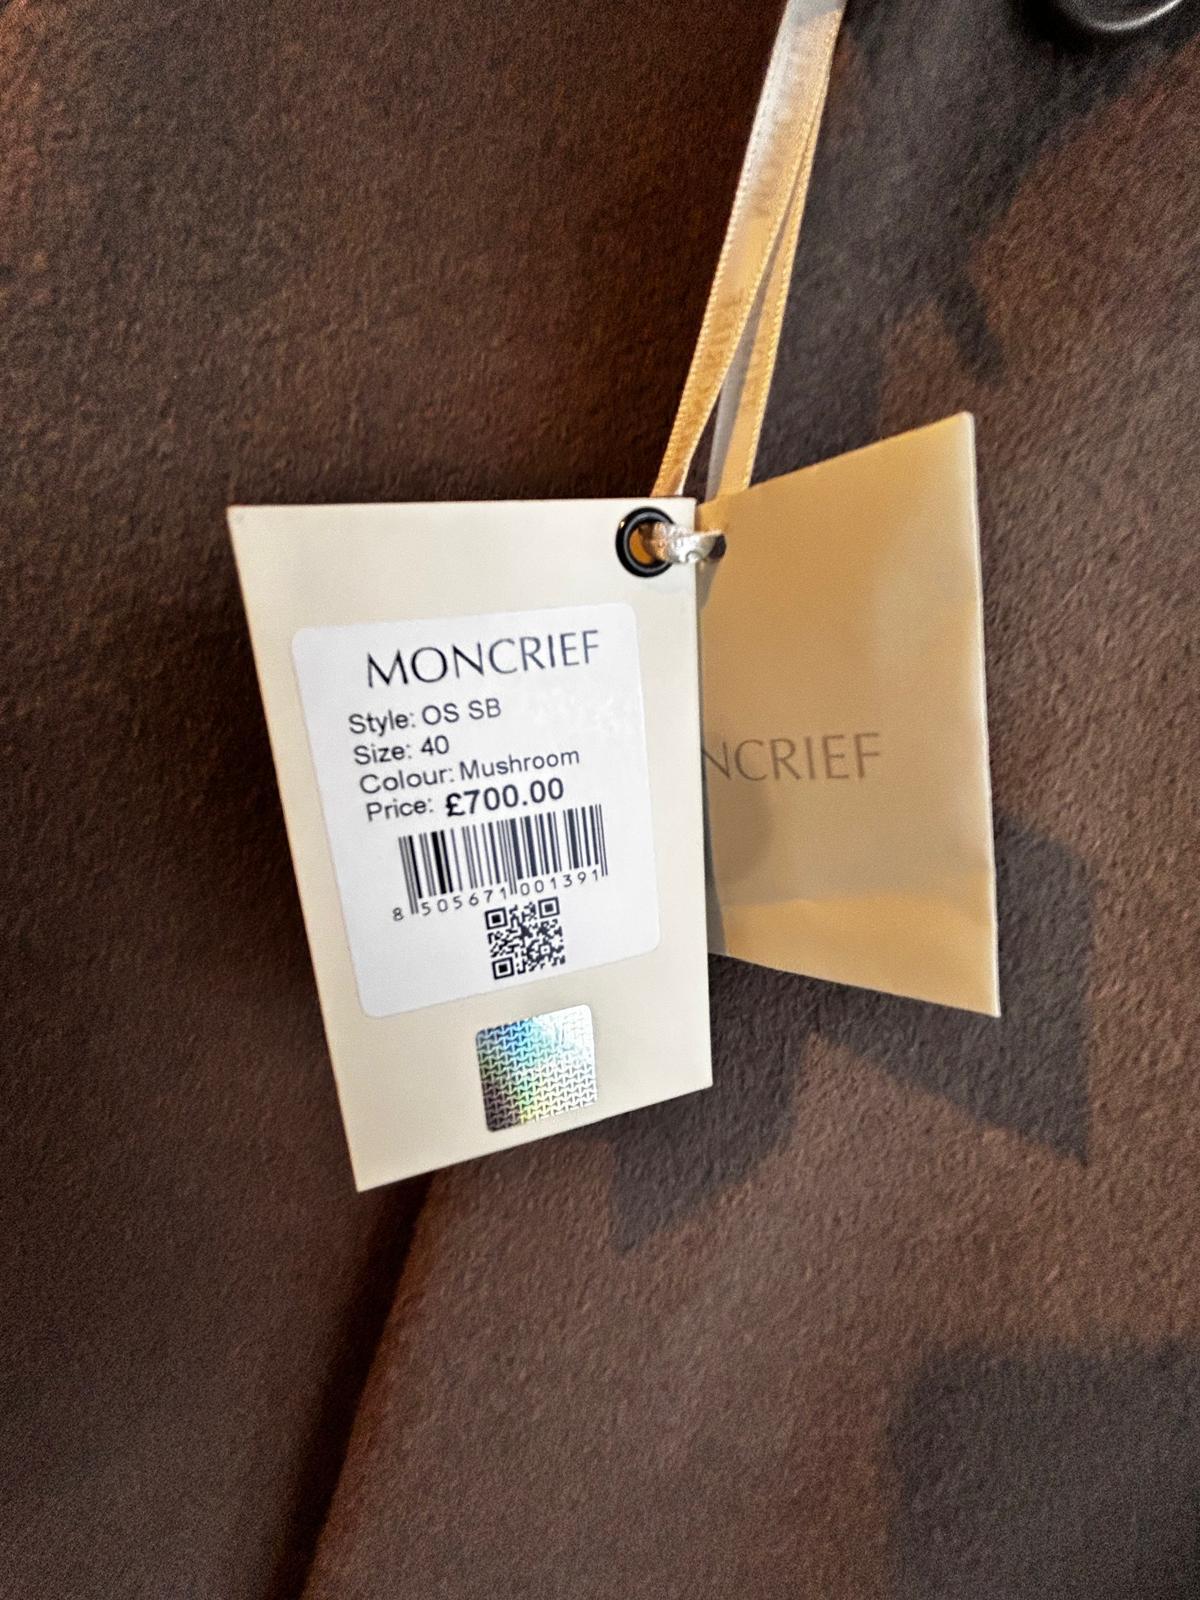 MONCRIEF
Style: OS SB
Size: 40
Colour: Mushroom
Price: £700.00
8 505671 001391
NCRIEF